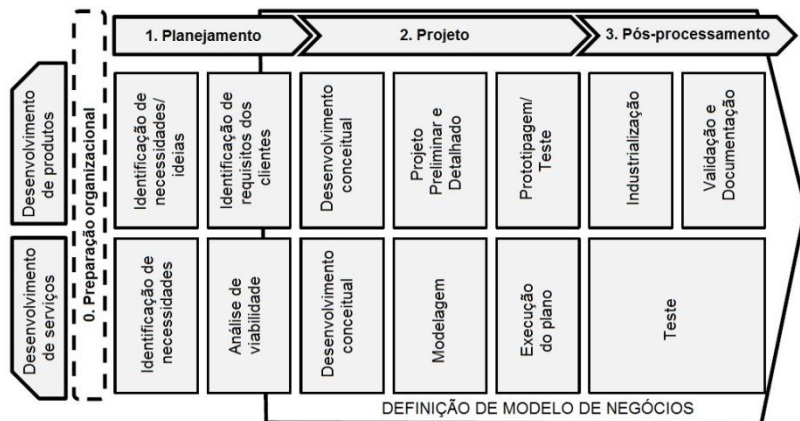 1. Planejamento
2. Projeto
3. Pós-processamento
Desenvolvimento
de produtos
0. Preparação organizacional
Identificação de
necessidades/
ideias
Identificação de
requisitos dos
clientes
Desenvolvimento
conceitual
Projeto
Preliminar e
Detalhado
Prototipagem/
Teste
Industrialização
Validação e
Documentação
Desenvolvimento
de serviços
Identificação de
necessidades
Análise de
viabilidade
Desenvolvimento
conceitual
Modelagem
Execução
do plano
Teste
DEFINIÇÃO DE MODELO DE NEGÓCIOS